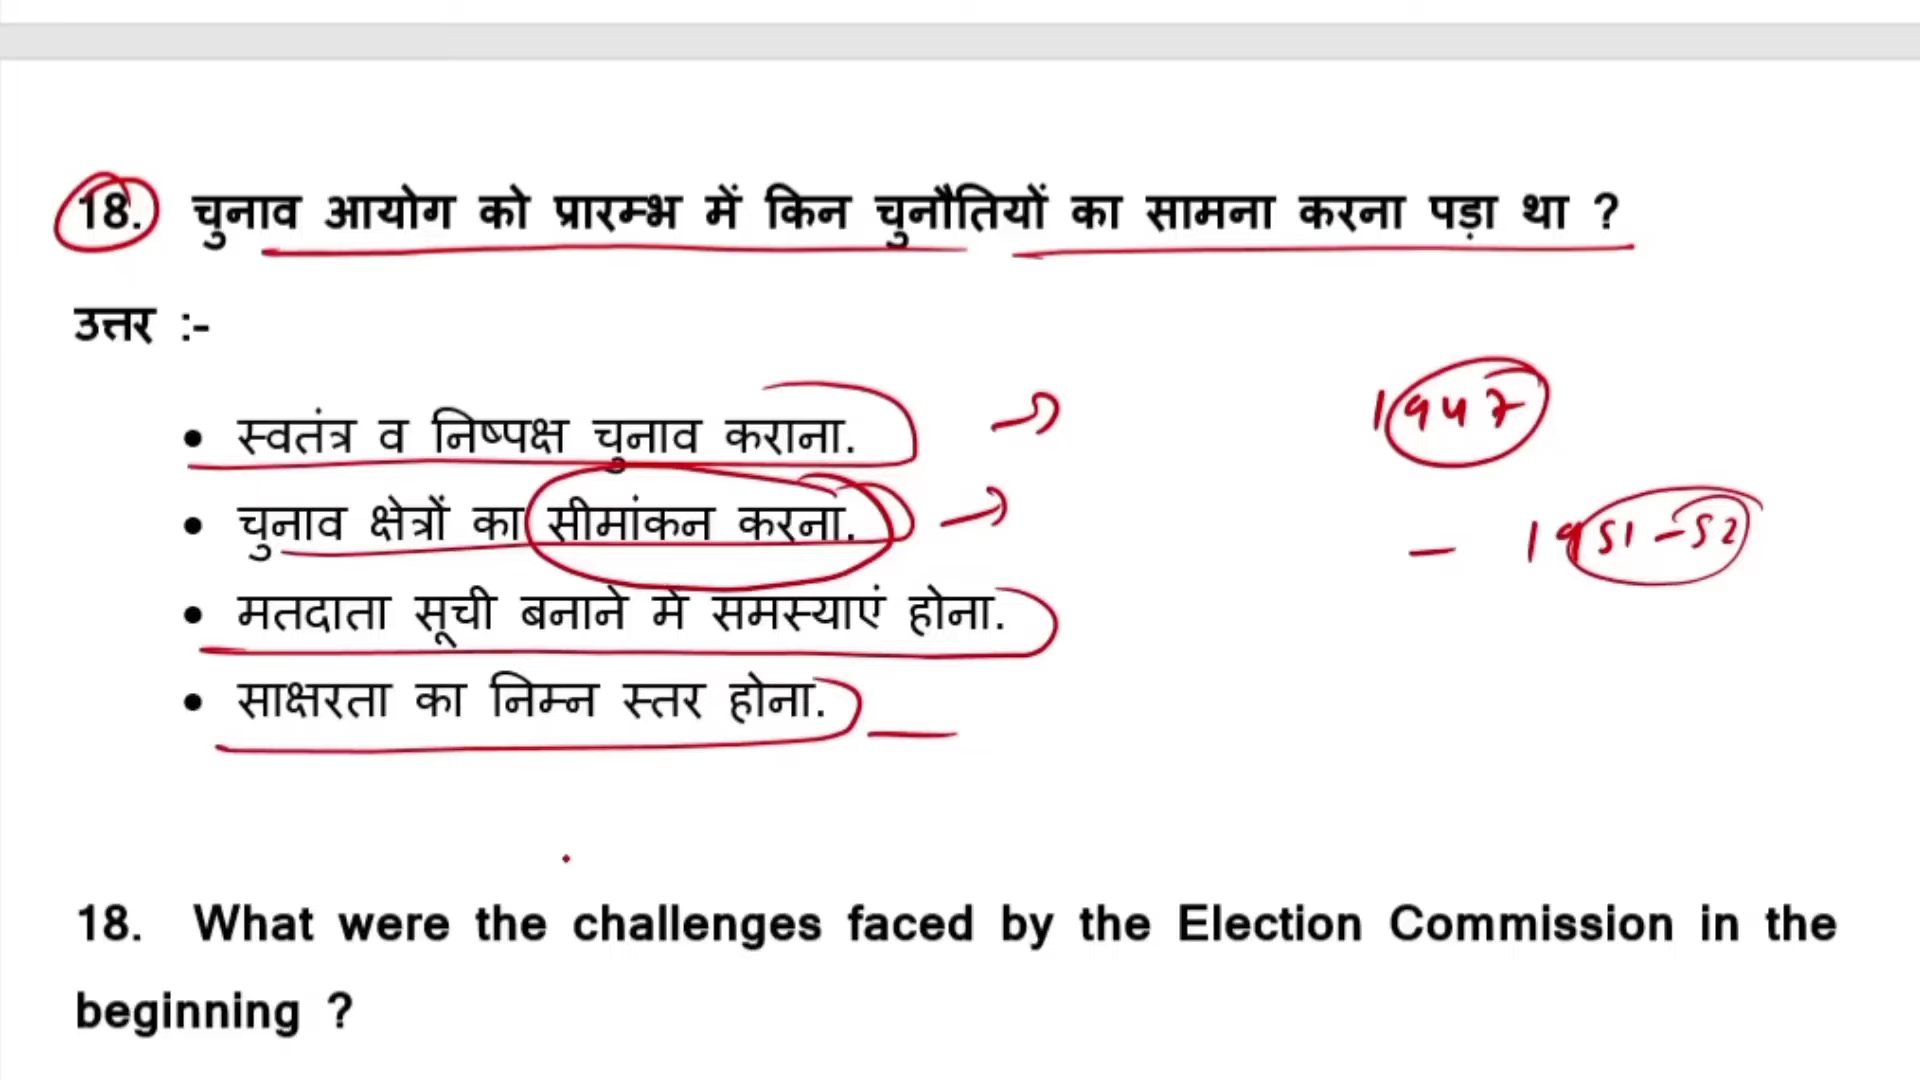 18. चुनाव आयोग को प्रारम्भ में किन चुनौतियों का सामना करना पड़ा था ?
उत्तर :-
• स्वतंत्र व निष्पक्ष चुनाव कराना.
1947
• चुनाव क्षेत्रों का सीमांकन करना.
– 1951-52
• मतदाता सूची बनाने मे समस्याएं होना.
• साक्षरता का निम्न स्तर होना.
18. What were the challenges faced by the Election Commission in the
beginning ?